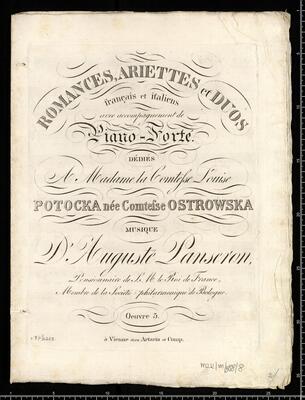 ROMANCES, ARIETTES et DUOS
français et italiens
avec accompagnement de
Piano-Forte.
DÉDIÉS
A Madame la Comtesse Louise
POTOCKA née Comtesse OSTROWSKA
MUSIQUE
D'Auguste Panseron,
Pensionnaire de S. M. le Roi de France,
Membre de la Société philarmonique de Bologne.
Oeuvre 5.
à Vienne chez Artaria et Comp.